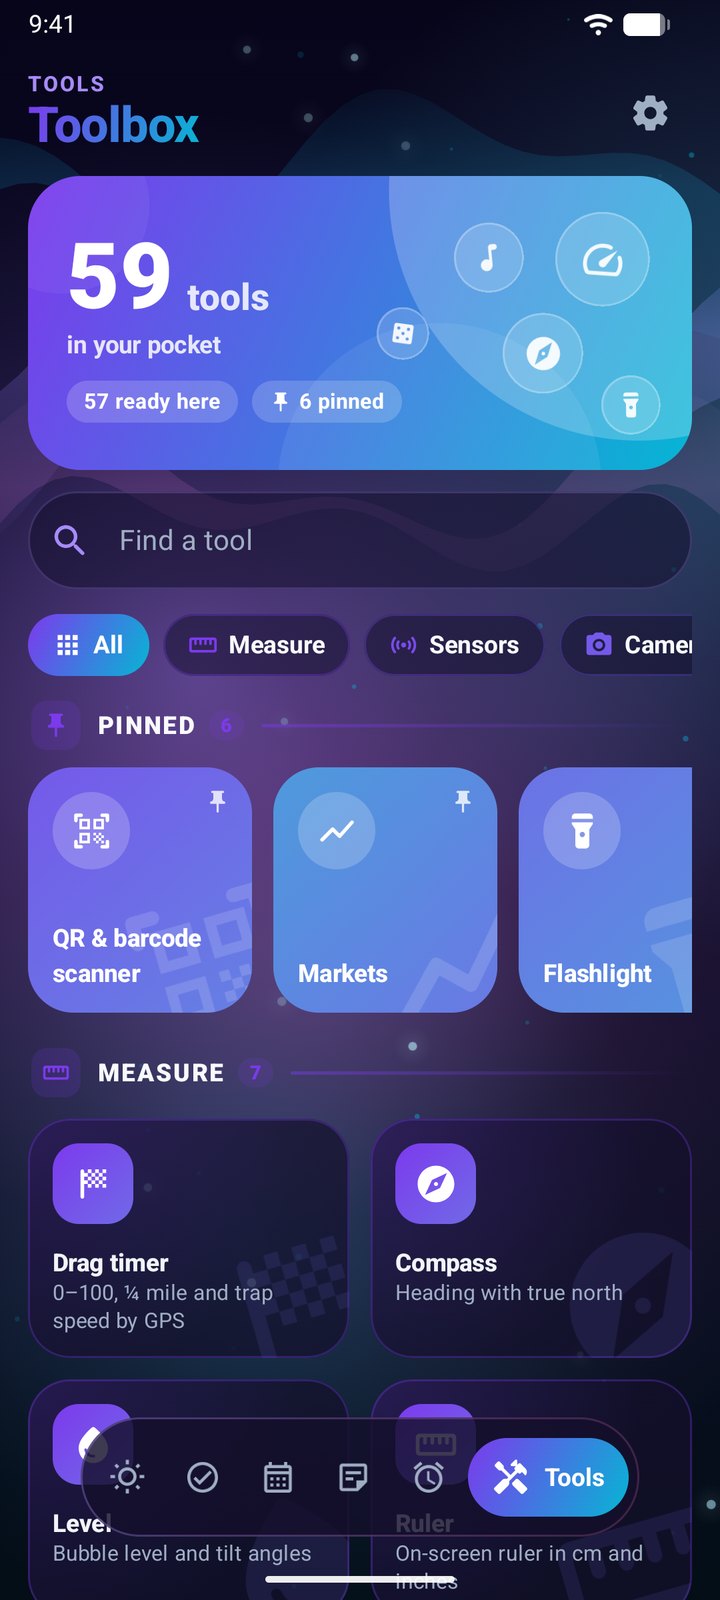 9:41
TOOLS
Toolbox
59 tools
in your pocket
57 ready here
6 pinned
Find a tool
All
Measure
Sensors
Camer
PINNED 6
QR & barcode
scanner
Markets
Flashlight
MEASURE 7
Drag timer
0–100, ¼ mile and trap
speed by GPS
Compass
Heading with true north
Tools
Level
Bubble level and tilt angles
Ruler
On-screen ruler in cm and
inches